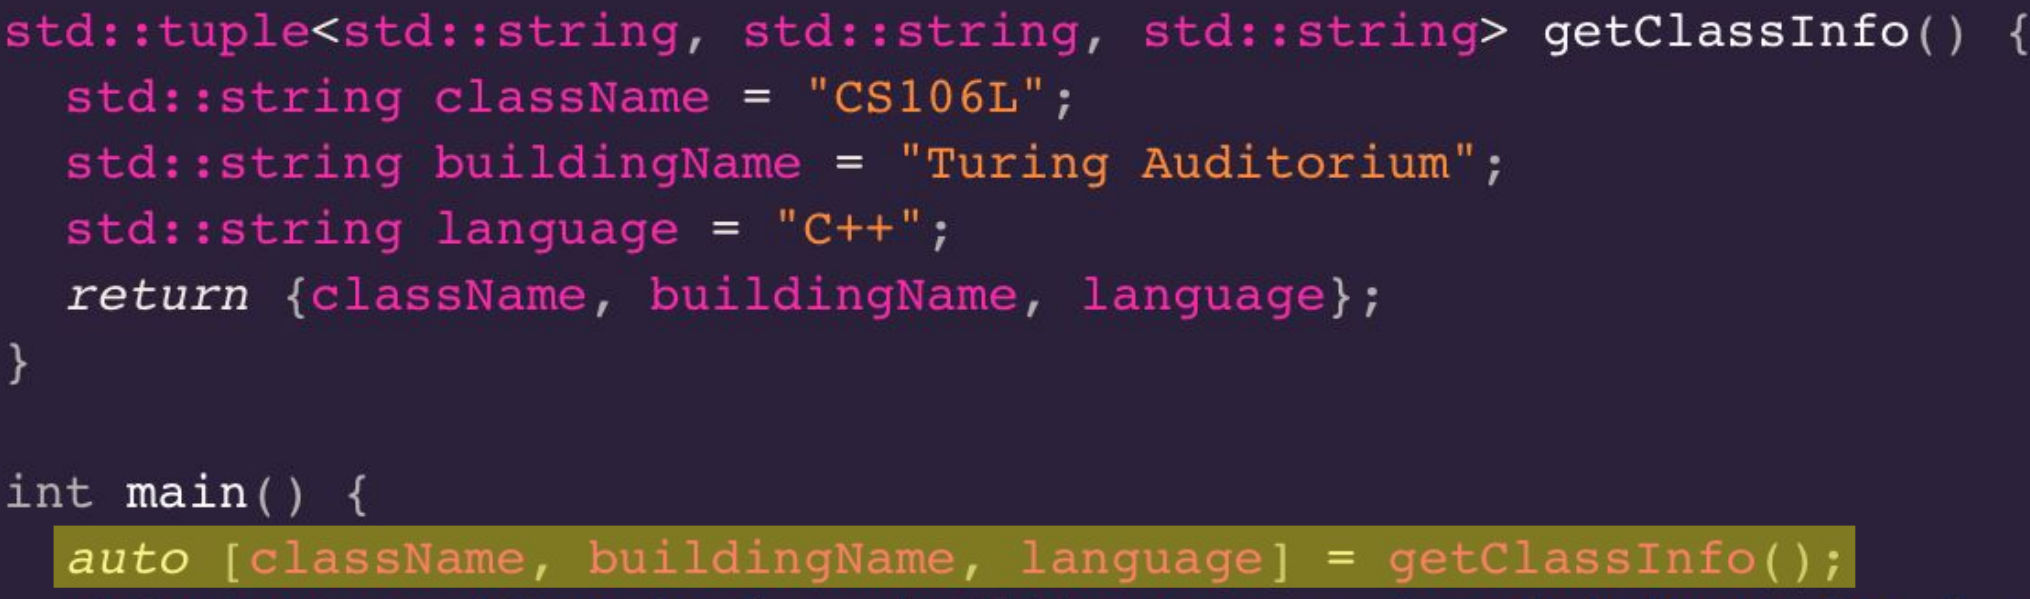 std::tuple<std::string, std::string, std::string> getClassInfo() {
  std::string className = "CS106L";
  std::string buildingName = "Turing Auditorium";
  std::string language = "C++";
  return {className, buildingName, language};
}
int main() {
  auto [className, buildingName, language] = getClassInfo();